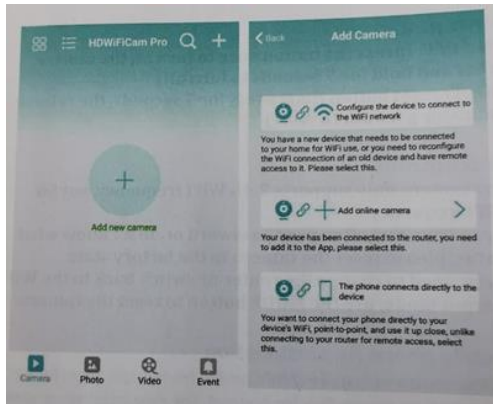 HDWiFiCam Pro
Add new camera
Camera
Photo
Video
Event
Back
Add Camera
Configure the device to connect to
the WiFi network
You have a new device that needs to be connected
to your home for WiFi use, or you need to reconfigure
the WiFi connection of an old device and have remote
access to it. Please select this.
Add online camera
Your device has been connected to the router, you need
to add it to the App, please select this.
The phone connects directly to the
device
You want to connect your phone directly to your
device's WiFi, point-to-point, and use it up close, unlike
connecting to your router for remote access, select
this.